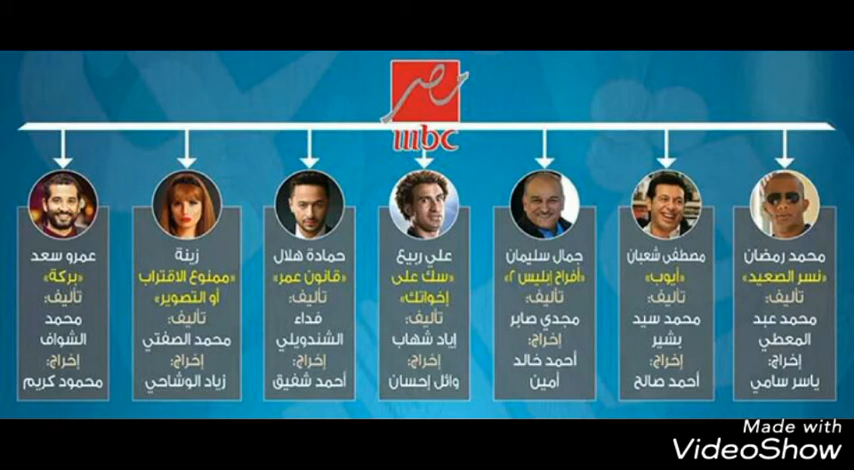 مصر
mbc
محمد رمضان
«نسر الصعيد»
تأليف:
محمد عبد
المعطي
إخراج:
ياسر سامي
مصطفى شعبان
«أيوب»
تأليف:
محمد سيد
بشير
إخراج:
أحمد صالح
جمال سليمان
«أفراح إبليس ٢»
تأليف:
مجدي صابر
إخراج:
أحمد خالد
أمين
علي ربيع
«سك على
إخواتك»
تأليف:
إياد شهاب
إخراج:
وائل إحسان
حمادة هلال
«قانون عمر»
تأليف:
فداء
الشندويلي
إخراج:
أحمد شفيق
زينة
«ممنوع الاقتراب
أو التصوير»
تأليف:
محمد الصفتي
إخراج:
زياد الوشاحي
عمرو سعد
«بركة»
تأليف:
محمد
الشواف
إخراج:
محمود كريم
Made with
VideoShow